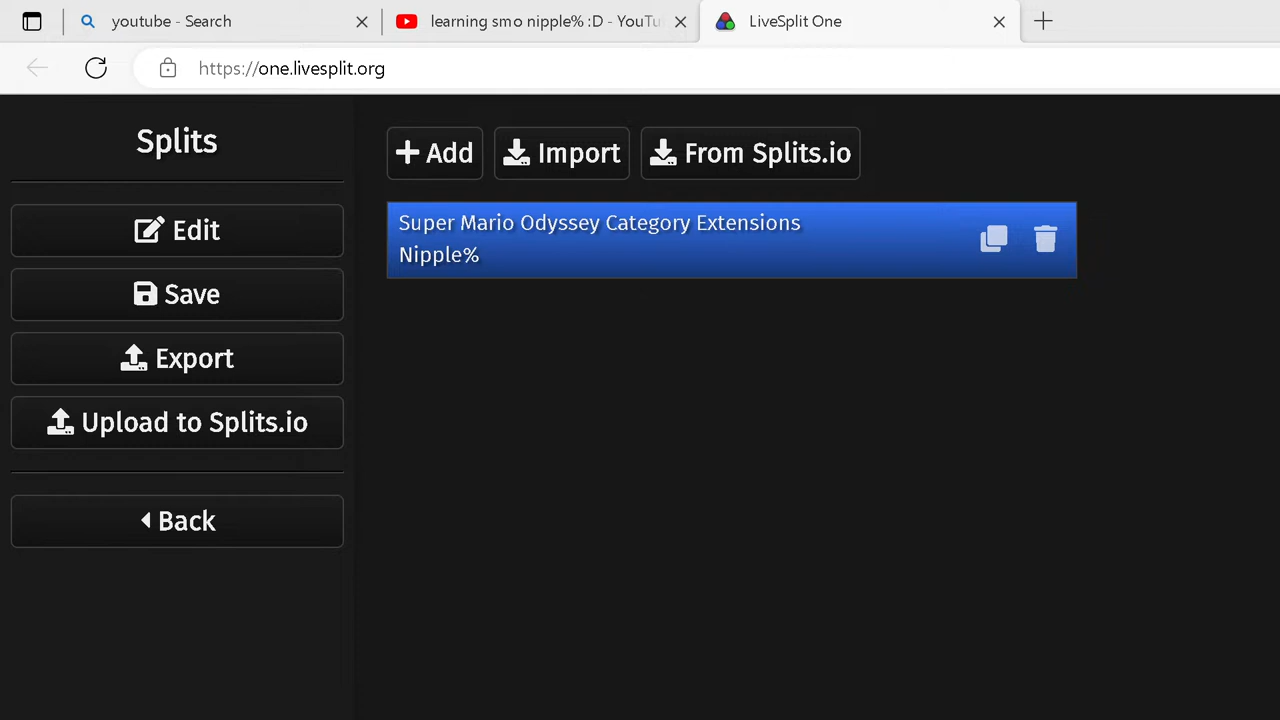 youtube - Search
learning smo nipple% :D - YouTu
LiveSplit One
https://one.livesplit.org
Splits
Edit
Save
Export
Upload to Splits.io
Back
Add
Import
From Splits.io
Super Mario Odyssey Category Extensions
Nipple%